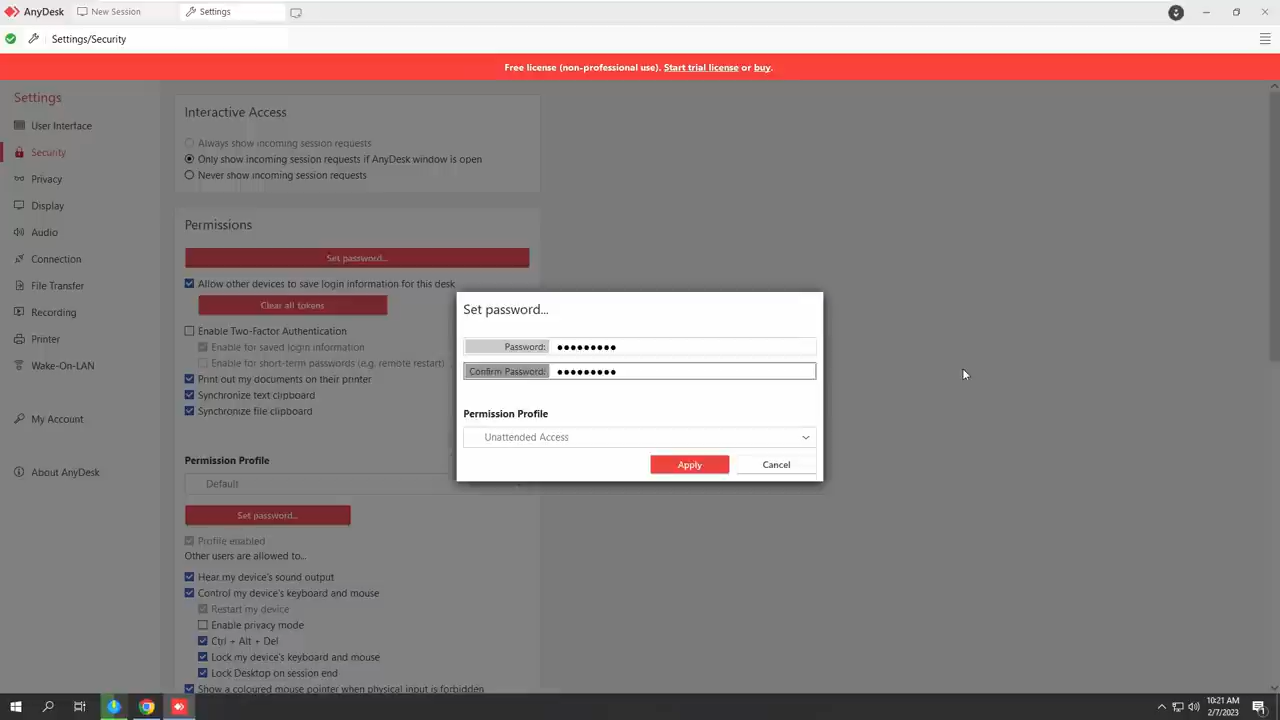 AnyDesk
New Session
Settings
Settings/Security
Free license (non-professional use). Start trial license or buy.
Settings
User Interface
Security
Privacy
Display
Audio
Connection
File Transfer
Recording
Printer
Wake-On-LAN
My Account
About AnyDesk
Interactive Access
Always show incoming session requests
Only show incoming session requests if AnyDesk window is open
Never show incoming session requests
Permissions
Set password...
Allow other devices to save login information for this desk
Clear all tokens
Enable Two-Factor Authentication
Enable for saved login information
Enable for short-term passwords (e.g. remote restart)
Print out my documents on their printer
Synchronize text clipboard
Synchronize file clipboard
Permission Profile
Default
Set password...
Profile enabled
Other users are allowed to...
Hear my device's sound output
Control my device's keyboard and mouse
Restart my device
Enable privacy mode
Ctrl + Alt + Del
Lock my device's keyboard and mouse
Lock Desktop on session end
Show a coloured mouse pointer when physical input is forbidden
Set password...
Password: ●●●●●●●●●
Confirm Password: ●●●●●●●●●
Permission Profile
Unattended Access
Apply
Cancel
10:21 AM
2/7/2023
1